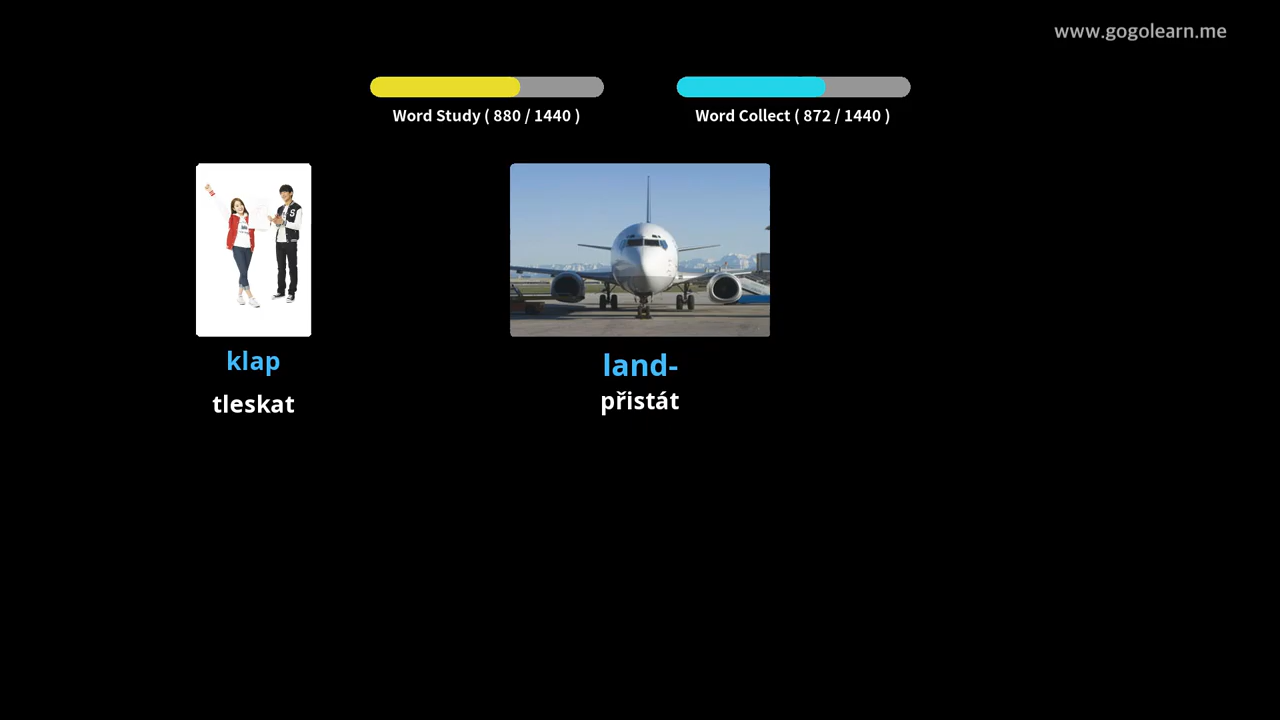 www.gogolearn.me
Word Study ( 880 / 1440 )
Word Collect ( 872 / 1440 )
klap
tleskat
land-
přistát